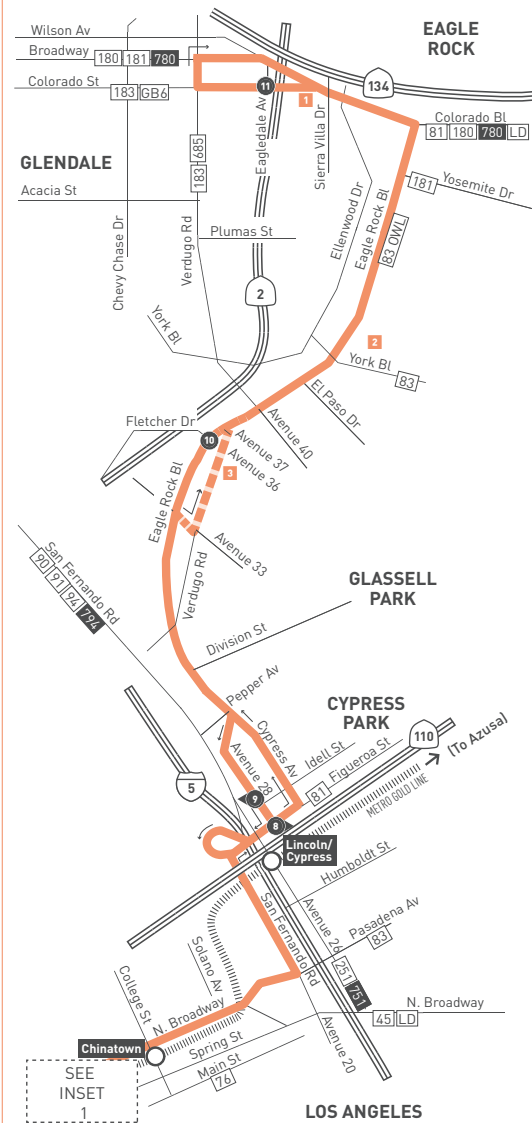 Wilson Av
EAGLE
ROCK
Broadway
180 181 780
Colorado St
183 GB6
11
1
134
Eagledale Av
Sierra Villa Dr
Colorado Bl
81 180 780 LD
GLENDALE
183 685
181
Yosemite Dr
Acacia St
Chevy Chase Dr
Verdugo Rd
Plumas St
Ellenwood Dr
Eagle Rock Bl
83 OWL
2
York Bl
2
York Bl
83
El Paso Dr
Avenue 40
Fletcher Dr
10
Avenue 37
Avenue 36
3
Eagle Rock Bl
Avenue 33
Verdugo Rd
San Fernando Rd
90 91 94 794
GLASSELL
PARK
Division St
Pepper Av
CYPRESS
PARK
Cypress Av
Avenue 28
Idell St
Figueroa St
110
(To Azusa)
METRO GOLD LINE
5
81
9
8
Lincoln/
Cypress
Humboldt St
San Fernando Rd
Avenue 26
251 751
Pasadena Av
83
Solano Av
College St
N. Broadway
N. Broadway
45 LD
Spring St
Avenue 20
Chinatown
Main St
76
SEE
INSET
1
LOS ANGELES